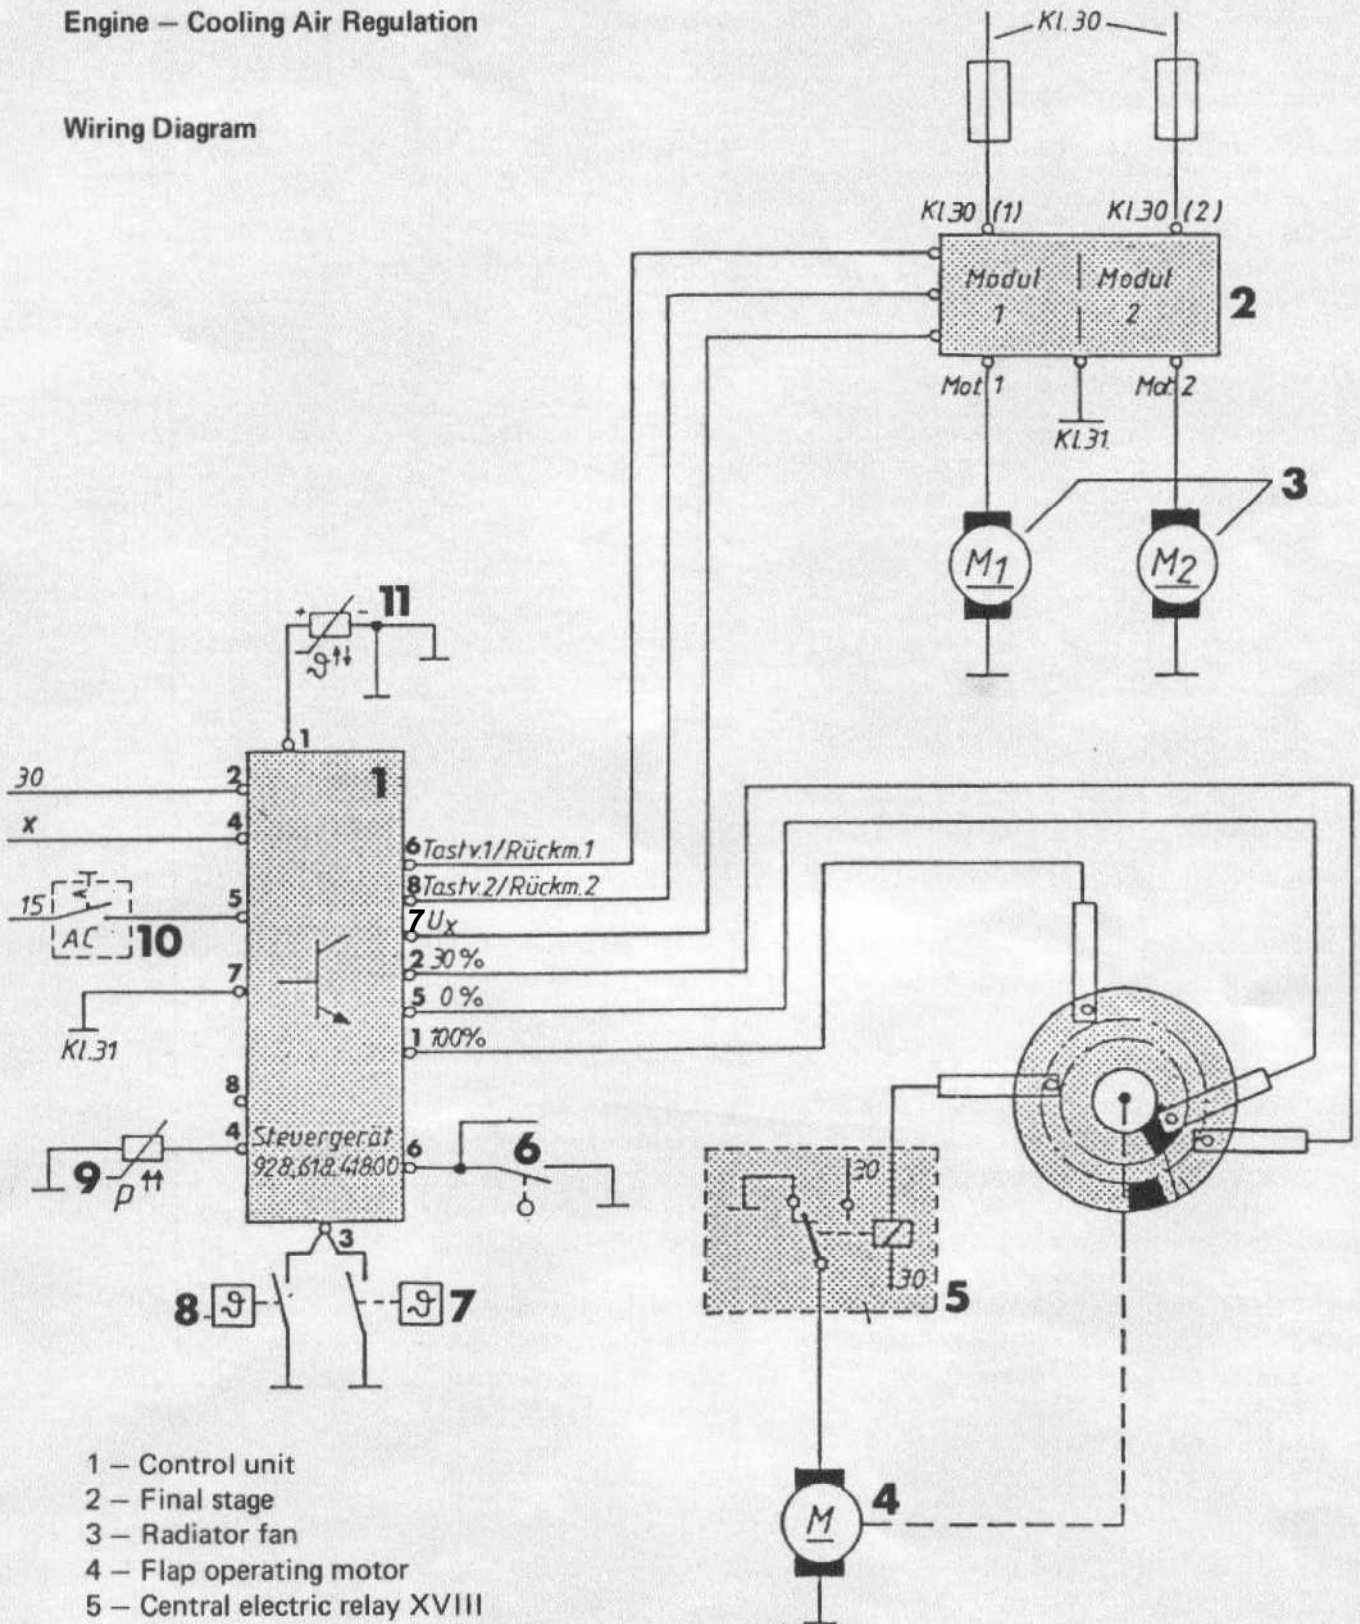 Engine — Cooling Air Regulation
Wiring Diagram
Kl.30
Kl.30 (1)
Kl.30 (2)
Modul 1
Modul 2
2
Mot. 1
Mot. 2
Kl.31
3
M1
M2
+
-
11
ϑ↑↓
1
1
30
2
x
4
15
AC
10
5
7
Kl.31
8
9
P ↑↑
4
6 Tastv.1/Rückm.1
8 Tastv.2/Rückm.2
7 Ux
2 30%
5 0%
1 100%
Steuergerät
928.618.418.00
6
6
3
8
ϑ
ϑ
7
30
30
5
M
4
1 — Control unit
2 — Final stage
3 — Radiator fan
4 — Flap operating motor
5 — Central electric relay XVIII